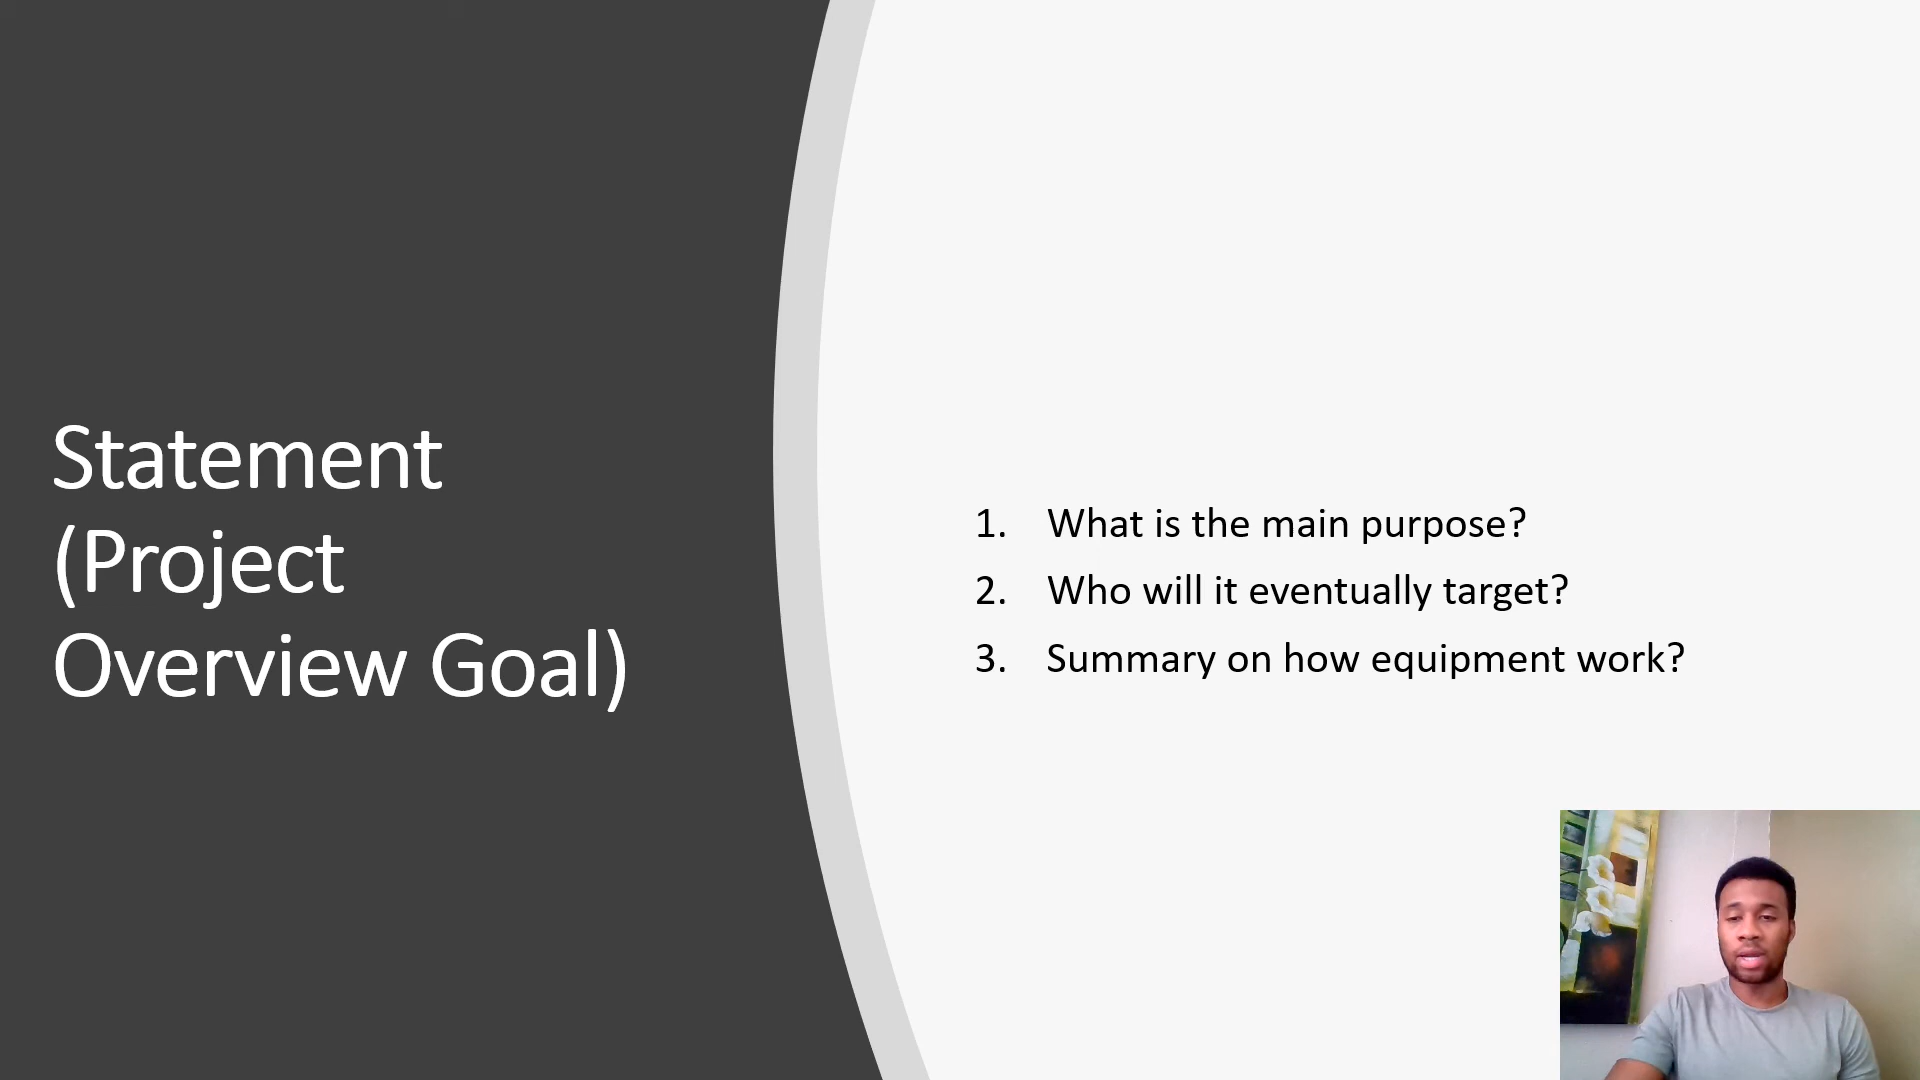 Statement
(Project
Overview Goal)
1. What is the main purpose?
2. Who will it eventually target?
3. Summary on how equipment work?